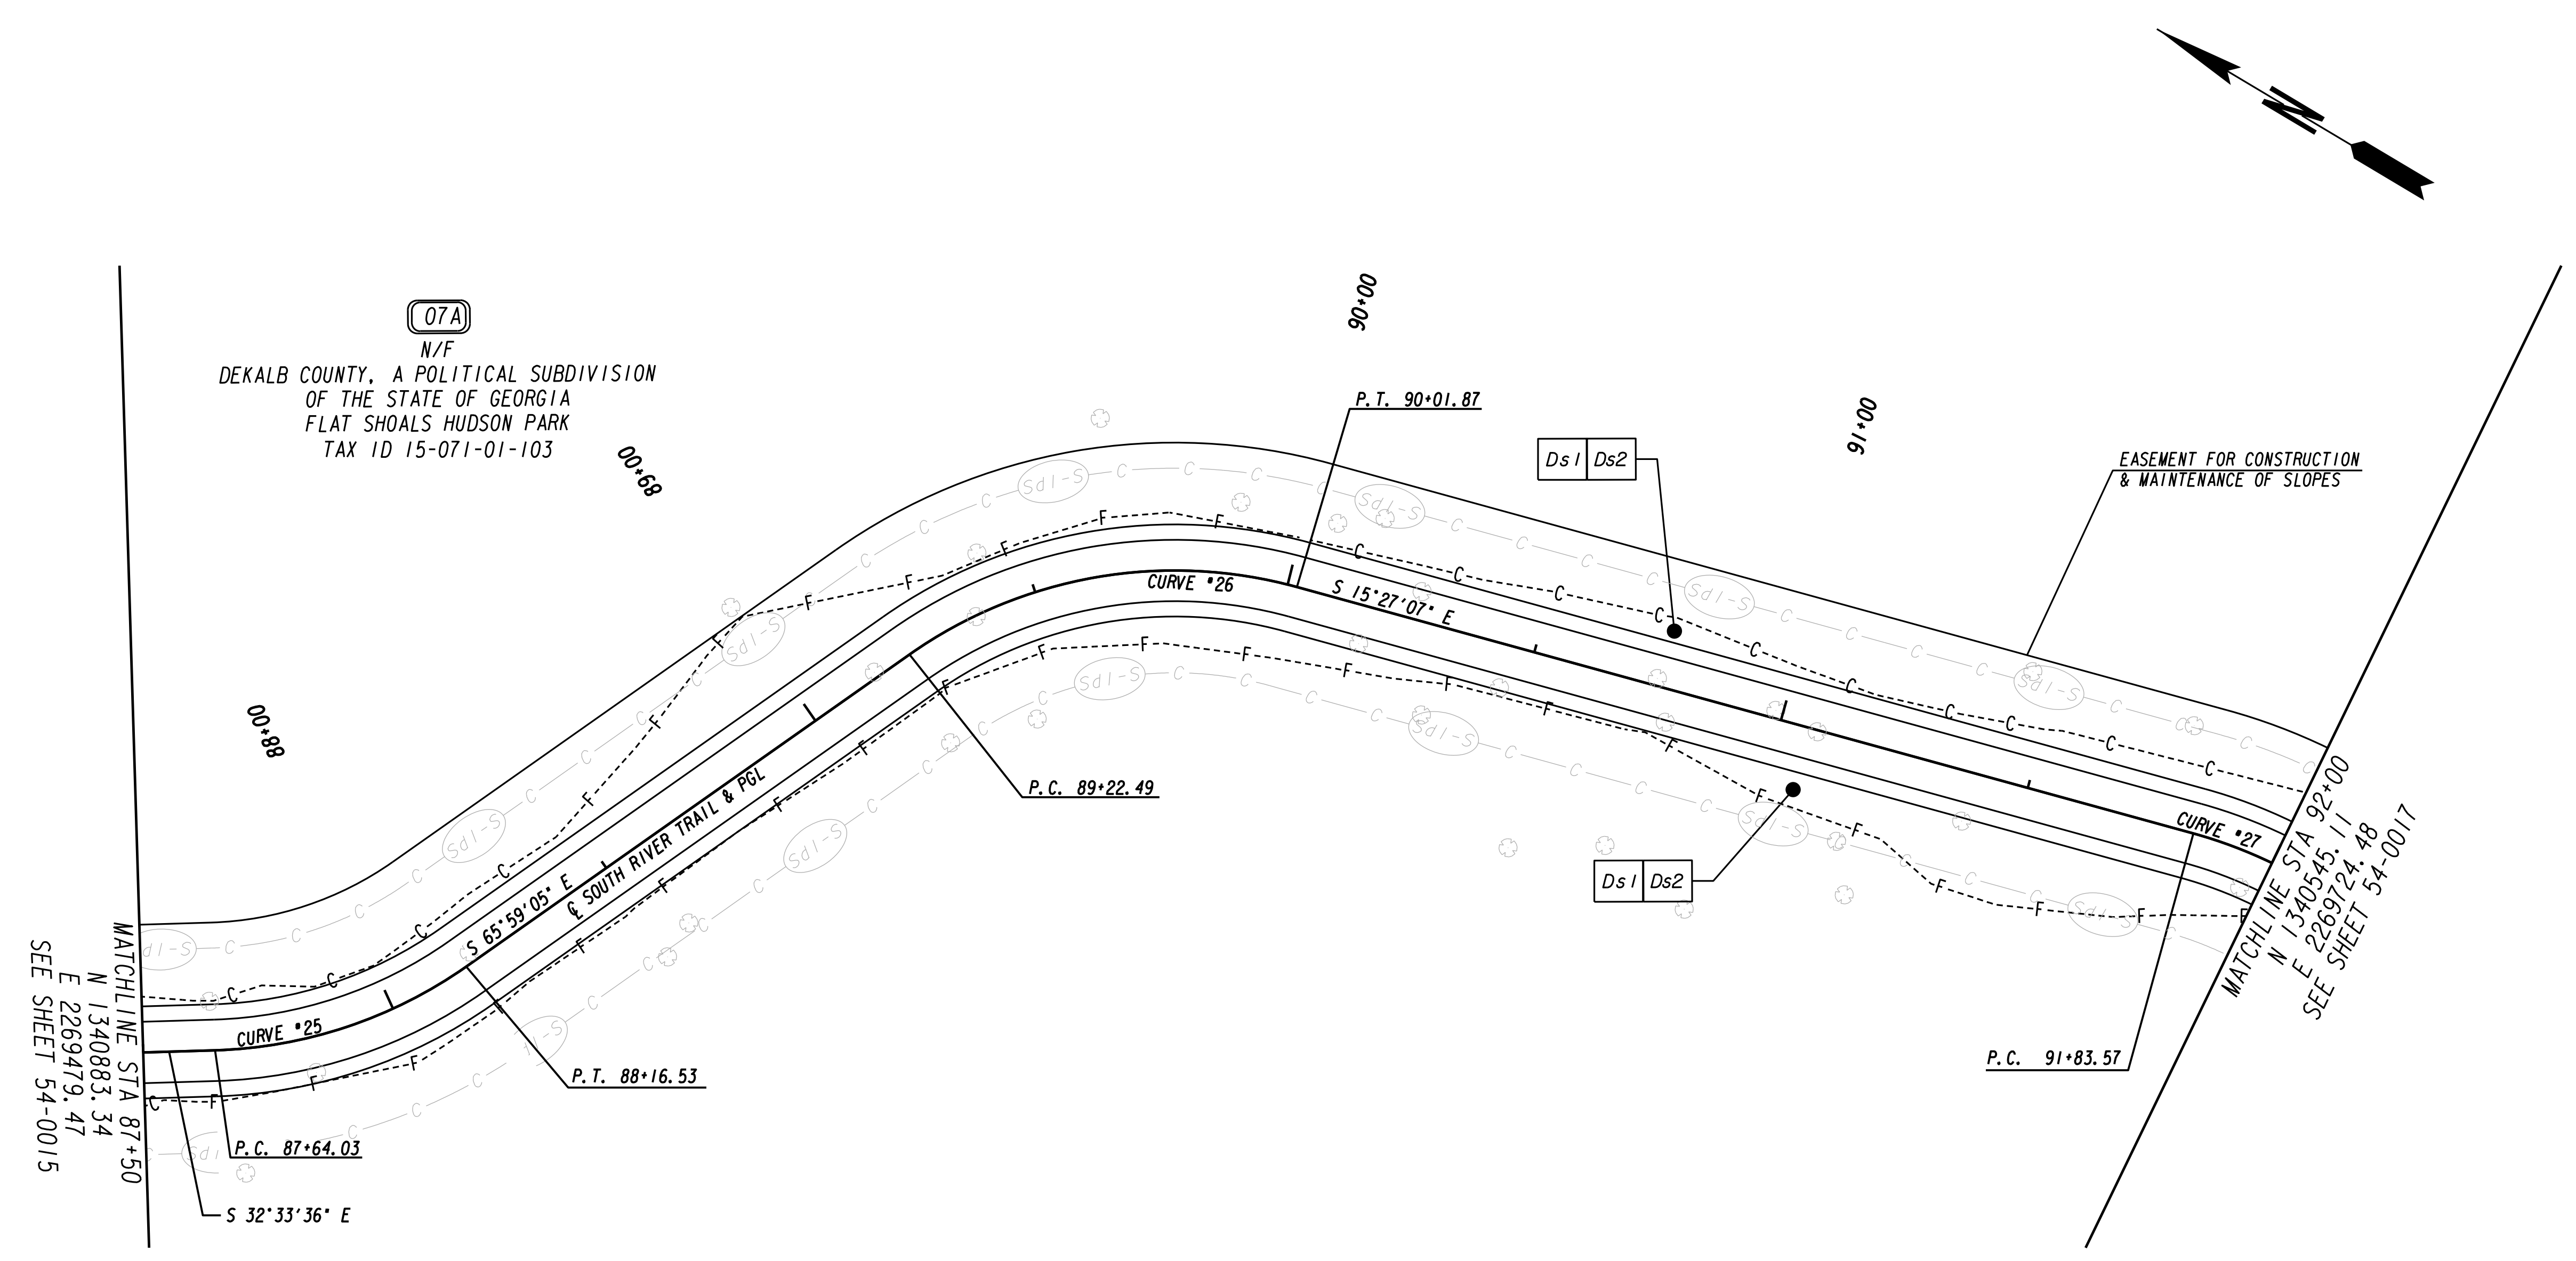 N
07A
N/F
DEKALB COUNTY, A POLITICAL SUBDIVISION
OF THE STATE OF GEORGIA
FLAT SHOALS HUDSON PARK
TAX ID 15-071-01-103
88+00
89+00
90+00
91+00
P.T. 90+01.87
Ds1 Ds2
EASEMENT FOR CONSTRUCTION
& MAINTENANCE OF SLOPES
CURVE #26
S 15°27'07" E
P.C. 89+22.49
℄ SOUTH RIVER TRAIL & PGL
S 65°59'05" E
CURVE #25
P.T. 88+16.53
P.C. 87+64.03
S 32°33'36" E
Ds1 Ds2
CURVE #27
P.C. 91+83.57
MATCHLINE STA 87+50
N 1340883.34
E 2269479.47
SEE SHEET 54-0015
MATCHLINE STA 92+00
N 1340545.11
E 2269724.48
SEE SHEET 54-0017